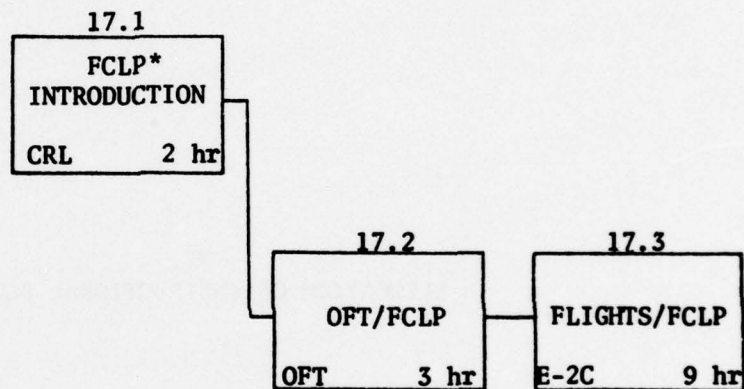 17.1
FCLP*
INTRODUCTION
CRL 2 hr
17.2
OFT/FCLP
OFT 3 hr
17.3
FLIGHTS/FCLP
E-2C 9 hr